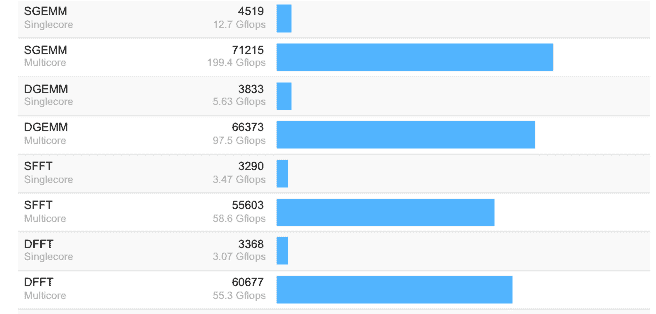 SGEMM 4519
Singlecore 12.7 Gflops
SGEMM 71215
Multicore 199.4 Gflops
DGEMM 3833
Singlecore 5.63 Gflops
DGEMM 66373
Multicore 97.5 Gflops
SFFT 3290
Singlecore 3.47 Gflops
SFFT 55603
Multicore 58.6 Gflops
DFFT 3368
Singlecore 3.07 Gflops
DFFT 60677
Multicore 55.3 Gflops